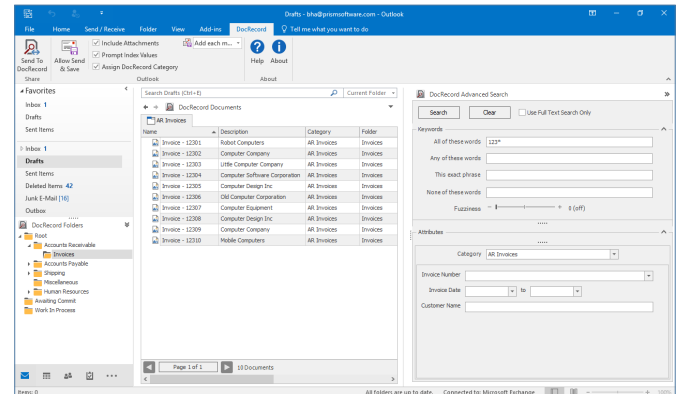 Drafts - bha@prismsoftware.com - Outlook
File Home Send / Receive Folder View Add-ins DocRecord Tell me what you want to do
Send To DocRecord
Allow Send & Save
Include Attachments
Prompt Index Values
Assign DocRecord Category
Add each m...
Help About
Share Outlook About
Favorites
Inbox 1
Drafts
Sent Items
Inbox 1
Drafts
Sent Items
Deleted Items 42
Junk E-Mail [16]
Outbox
DocRecord Folders
Root
Accounts Receivable
Invoices
Accounts Payable
Shipping
Miscellaneous
Human Resources
Awaiting Commit
Work In Process
Search Drafts (Ctrl+E) Current Folder
DocRecord Documents
AR Invoices
Name Description Category Folder
Invoice - 12301 Robot Computers AR Invoices Invoices
Invoice - 12302 Computer Company AR Invoices Invoices
Invoice - 12303 Little Computer Company AR Invoices Invoices
Invoice - 12304 Computer Software Corporation AR Invoices Invoices
Invoice - 12305 Computer Design Inc AR Invoices Invoices
Invoice - 12306 Old Computer Corporation AR Invoices Invoices
Invoice - 12307 Computer Equipment AR Invoices Invoices
Invoice - 12308 Computer Design Inc AR Invoices Invoices
Invoice - 12309 Computer Company AR Invoices Invoices
Invoice - 12310 Mobile Computers AR Invoices Invoices
Page 1 of 1 10 Documents
DocRecord Advanced Search
Search Clear Use Full Text Search Only
Keywords
All of these words 123*
Any of these words
This exact phrase
None of these words
Fuzziness - + 0 (off)
Attributes
Category AR Invoices
Invoice Number
Invoice Date to
Customer Name
Items: 0 All folders are up to date. Connected to: Microsoft Exchange - +